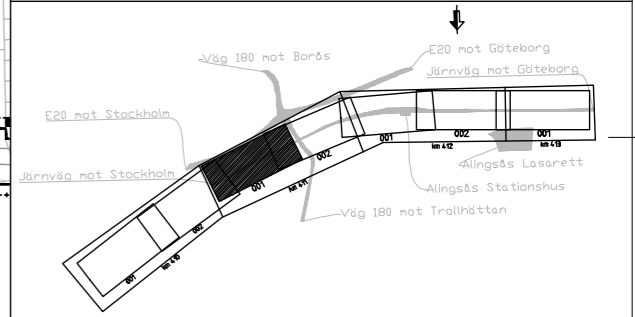 E20 mot Göteborg
Väg 180 mot Borås
Järnväg mot Göteborg
E20 mot Stockholm
001
002
001
km 412
km 413
002
Alingsås Lasarett
Järnväg mot Stockholm
001
km 411
Alingsås Stationshus
Väg 180 mot Trollhättan
002
km 410
001